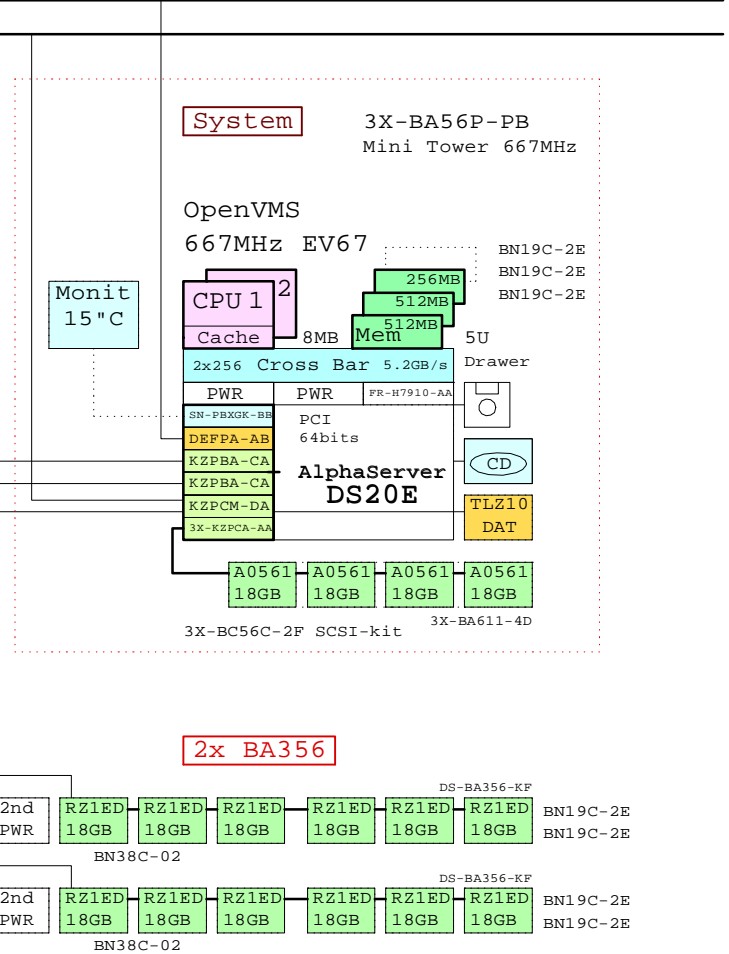 System
3X-BA56P-PB
Mini Tower 667MHz
OpenVMS
667MHz EV67
BN19C-2E
BN19C-2E
BN19C-2E
256MB
512MB
512MB
Mem
Monit
15"C
CPU 1
2
Cache
8MB
5U
Drawer
2x256 Cross Bar 5.2GB/s
PWR
PWR
FR-H7910-AA
SN-PBXGK-BB
DEFPA-AB
KZPBA-CA
KZPBA-CA
KZPCM-DA
3X-KZPCA-AA
PCI
64bits
AlphaServer
DS20E
CD
TLZ10
DAT
A0561 A0561 A0561 A0561
18GB 18GB 18GB 18GB
3X-BA611-4D
3X-BC56C-2F SCSI-kit
2x BA356
DS-BA356-KF
2nd RZ1ED RZ1ED RZ1ED RZ1ED RZ1ED RZ1ED BN19C-2E
PWR 18GB 18GB 18GB 18GB 18GB 18GB BN19C-2E
BN38C-02
DS-BA356-KF
2nd RZ1ED RZ1ED RZ1ED RZ1ED RZ1ED RZ1ED BN19C-2E
PWR 18GB 18GB 18GB 18GB 18GB 18GB BN19C-2E
BN38C-02